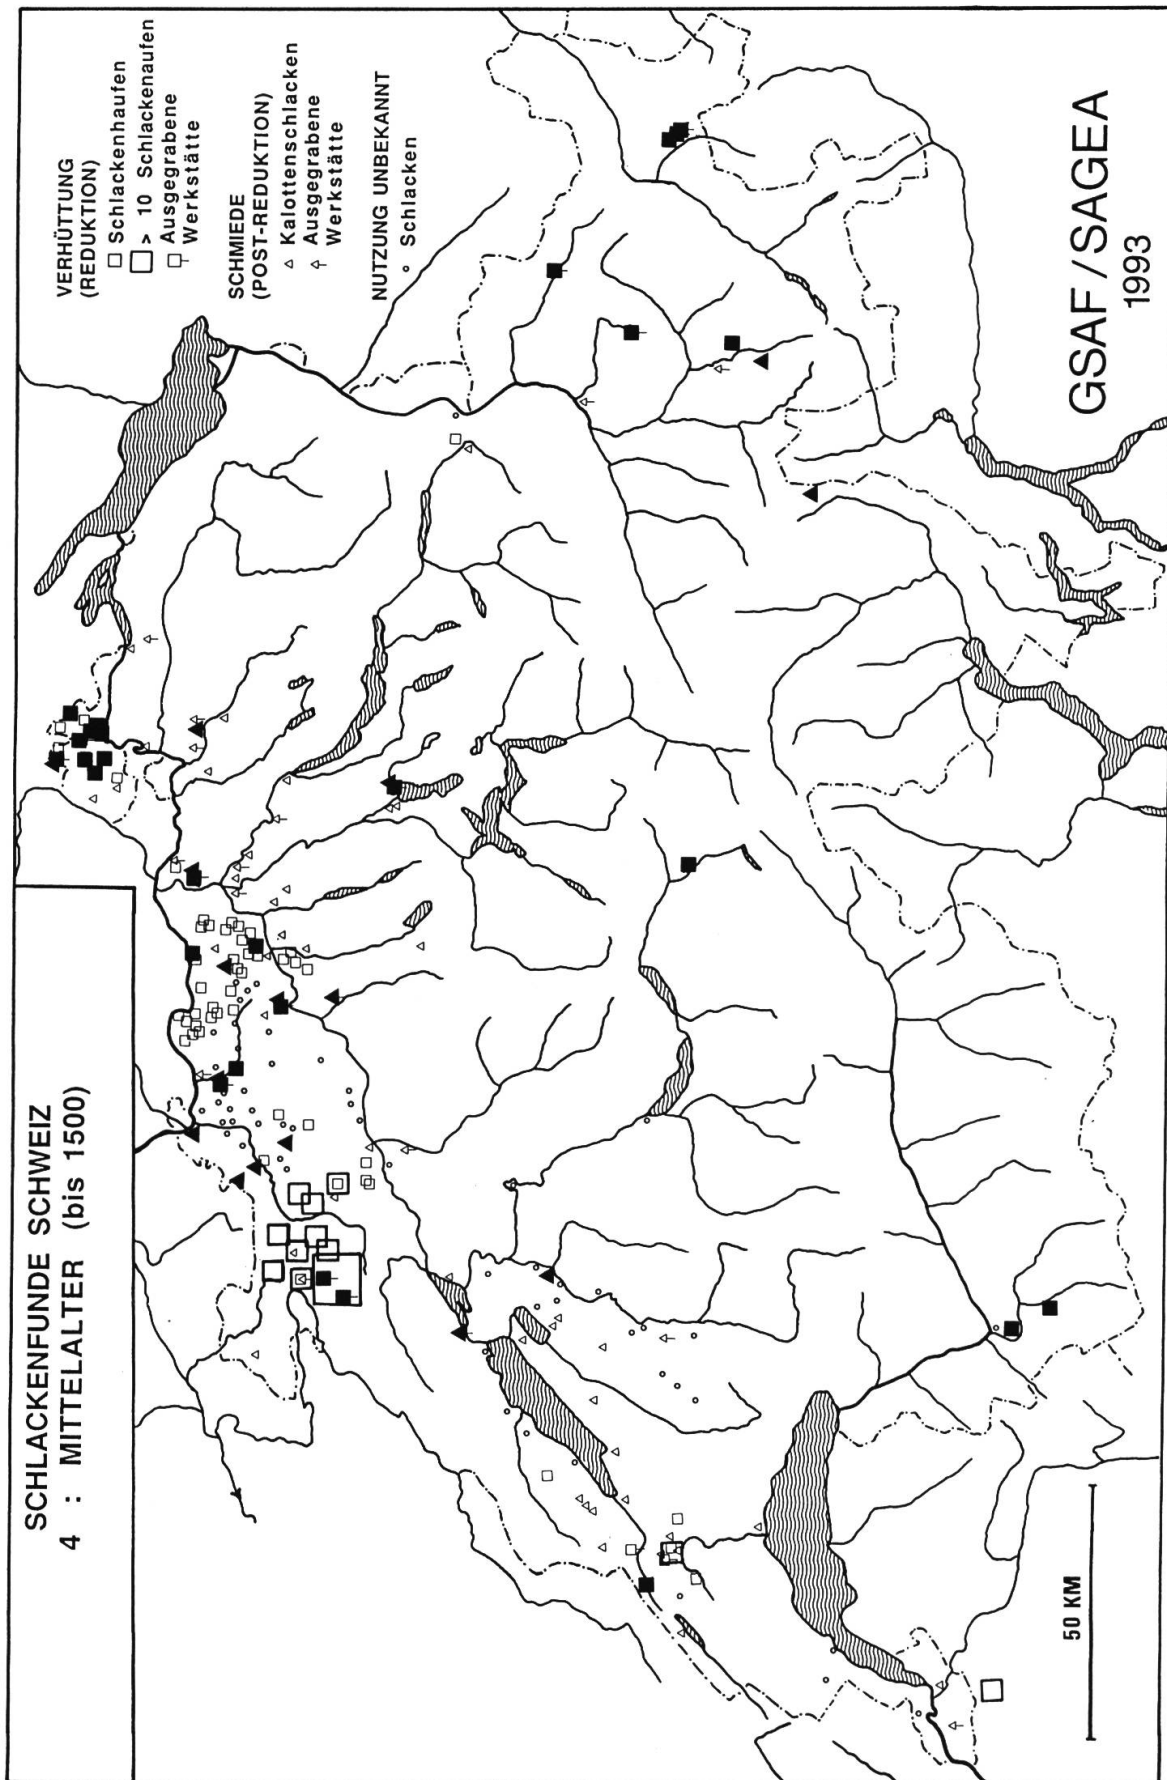 SCHLACKENFUNDE SCHWEIZ
4 : MITTELALTER (bis 1500)
VERHÜTTUNG
(REDUKTION)
Schlackenhaufen
> 10 Schlackenaufen
Ausgegrabene
Werkstätte
SCHMIEDE
(POST-REDUKTION)
Kalottenschlacken
Ausgegrabene
Werkstätte
NUTZUNG UNBEKANNT
Schlacken
50 KM
GSAF/SAGEA
1993